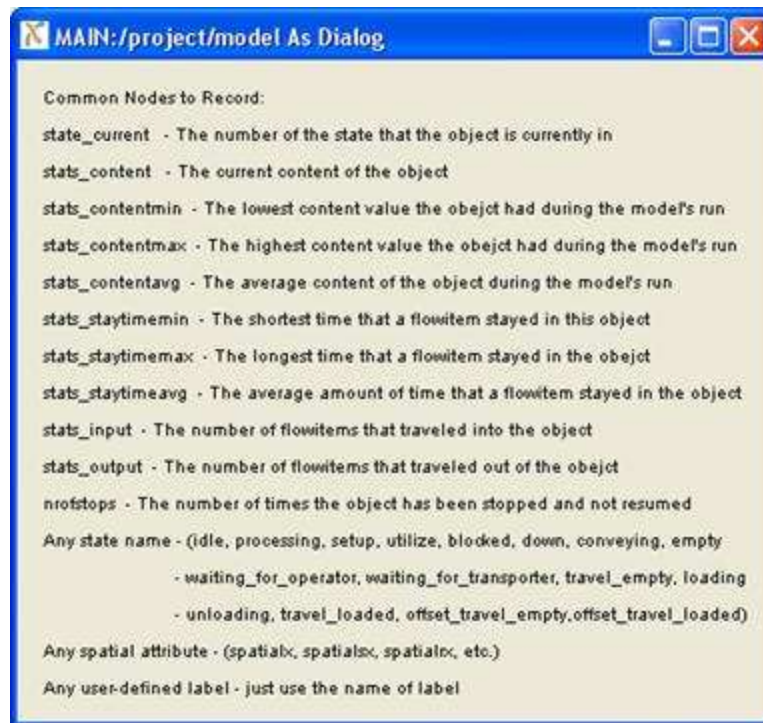 MAIN:/project/model As Dialog
Common Nodes to Record:
state_current - The number of the state that the object is currently in
stats_content - The current content of the object
stats_contentmin - The lowest content value the obejct had during the model's run
stats_contentmax - The highest content value the obejct had during the model's run
stats_contentavg - The average content of the object during the model's run
stats_staytimemin - The shortest time that a flowitem stayed in this object
stats_staytimemax - The longest time that a flowitem stayed in the obejct
stats_staytimeavg - The average amount of time that a flowitem stayed in the object
stats_input - The number of flowitems that traveled into the object
stats_output - The number of flowitems that traveled out of the obejct
nrofstops - The number of times the object has been stopped and not resumed
Any state name - (idle, processing, setup, utilize, blocked, down, conveying, empty
- waiting_for_operator, waiting_for_transporter, travel_empty, loading
- unloading, travel_loaded, offset_travel_empty,offset_travel_loaded)
Any spatial attribute - (spatialx, spatialsx, spatialrx, etc.)
Any user-defined label - just use the name of label